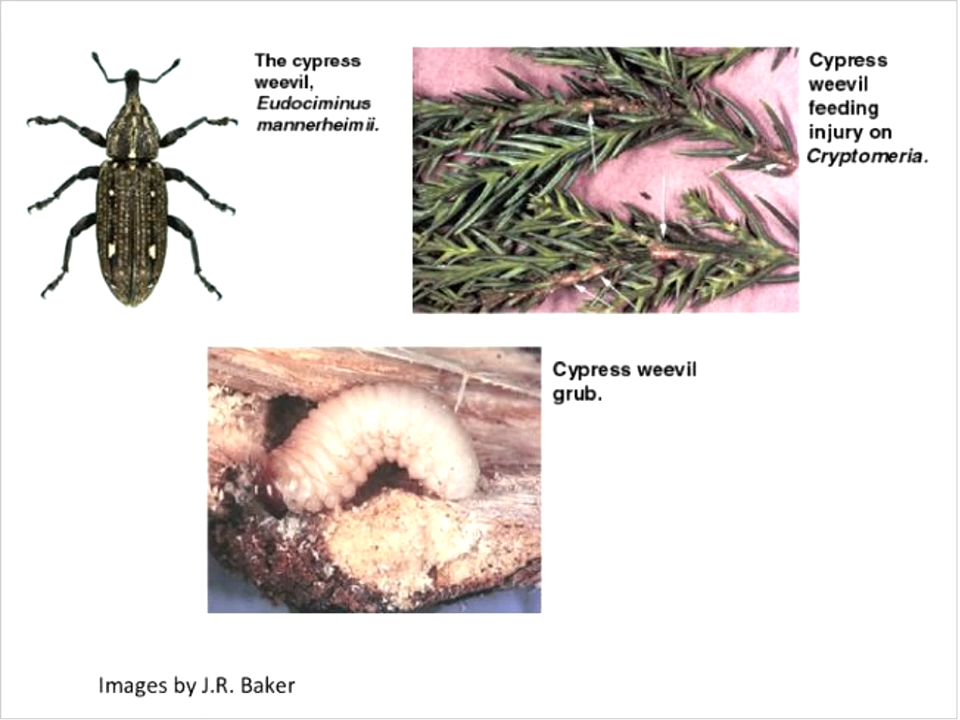 The cypress
weevil,
Eudociminus
mannerheimii.
Cypress
weevil
feeding
injury on
Cryptomeria.
Cypress weevil
grub.
Images by J.R. Baker